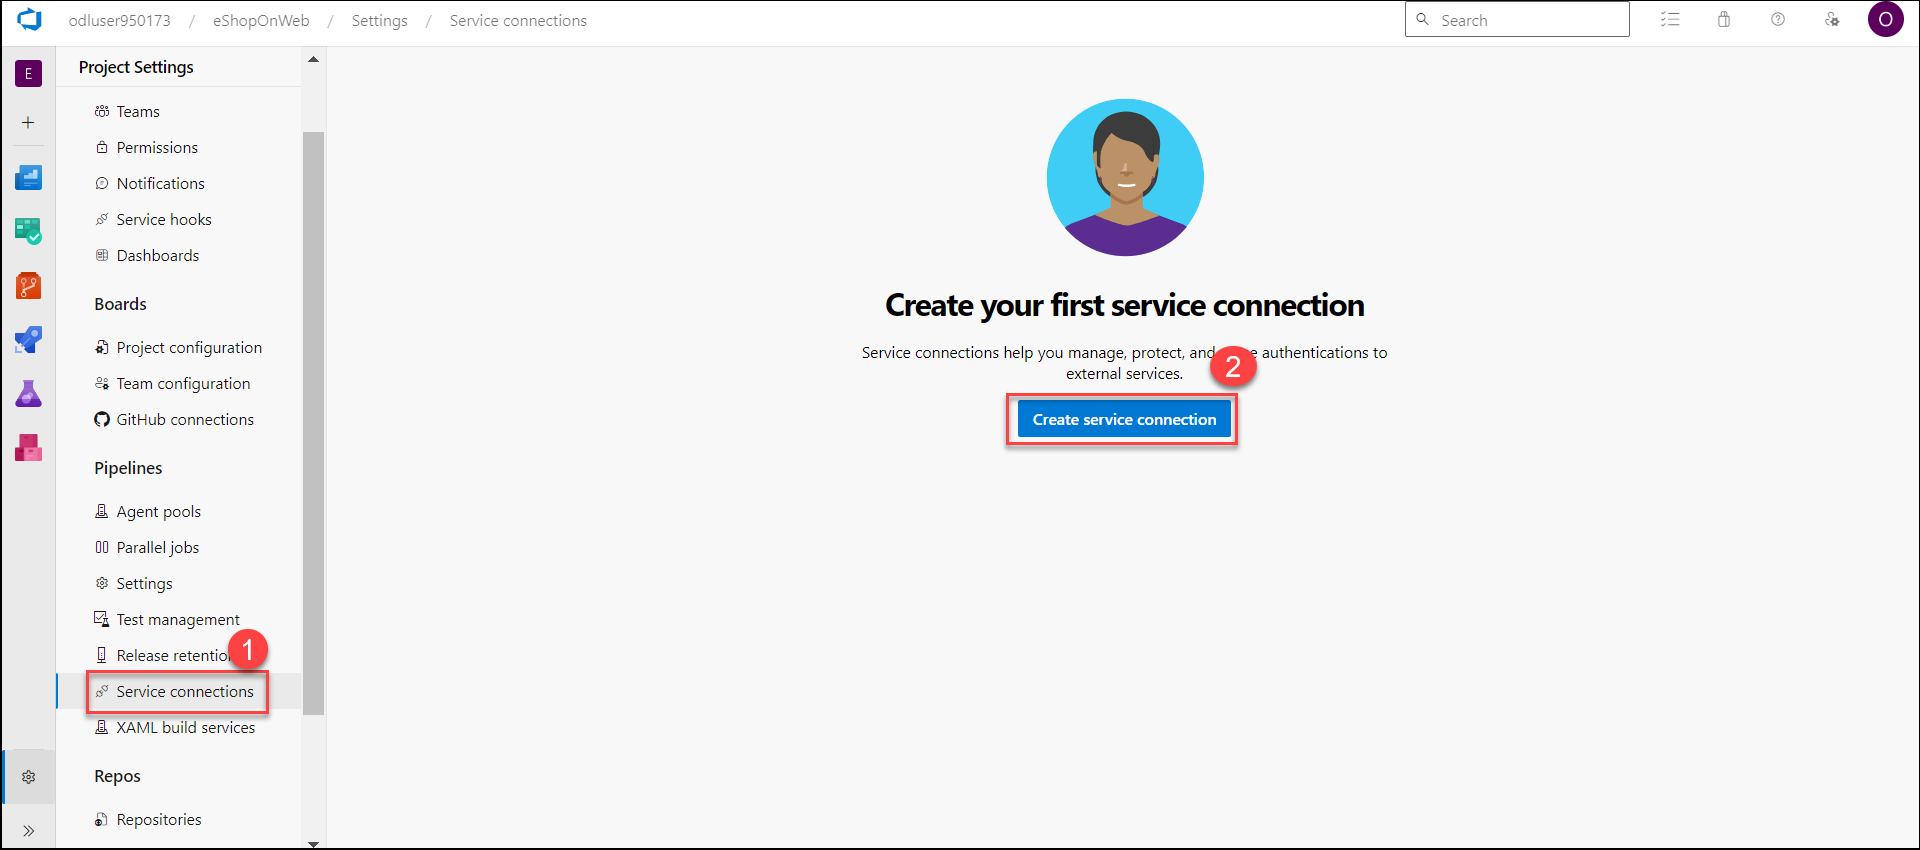 odluser950173 / eShopOnWeb / Settings / Service connections
Search
O
E
Project Settings
Teams
Permissions
Notifications
Service hooks
Dashboards
Boards
Project configuration
Team configuration
GitHub connections
Pipelines
Agent pools
Parallel jobs
Settings
Test management
Release retention
1
Service connections
XAML build services
Repos
Repositories
Create your first service connection
Service connections help you manage, protect, and authentications to
external services.
2
Create service connection